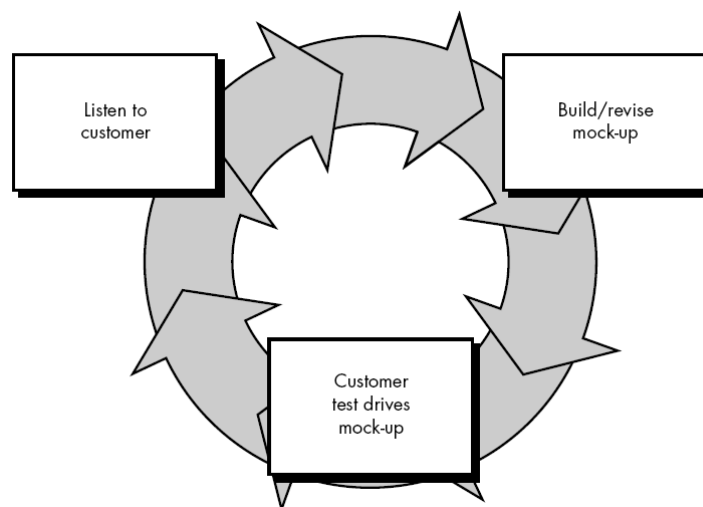 Listen to
customer
Build/revise
mock-up
Customer
test drives
mock-up